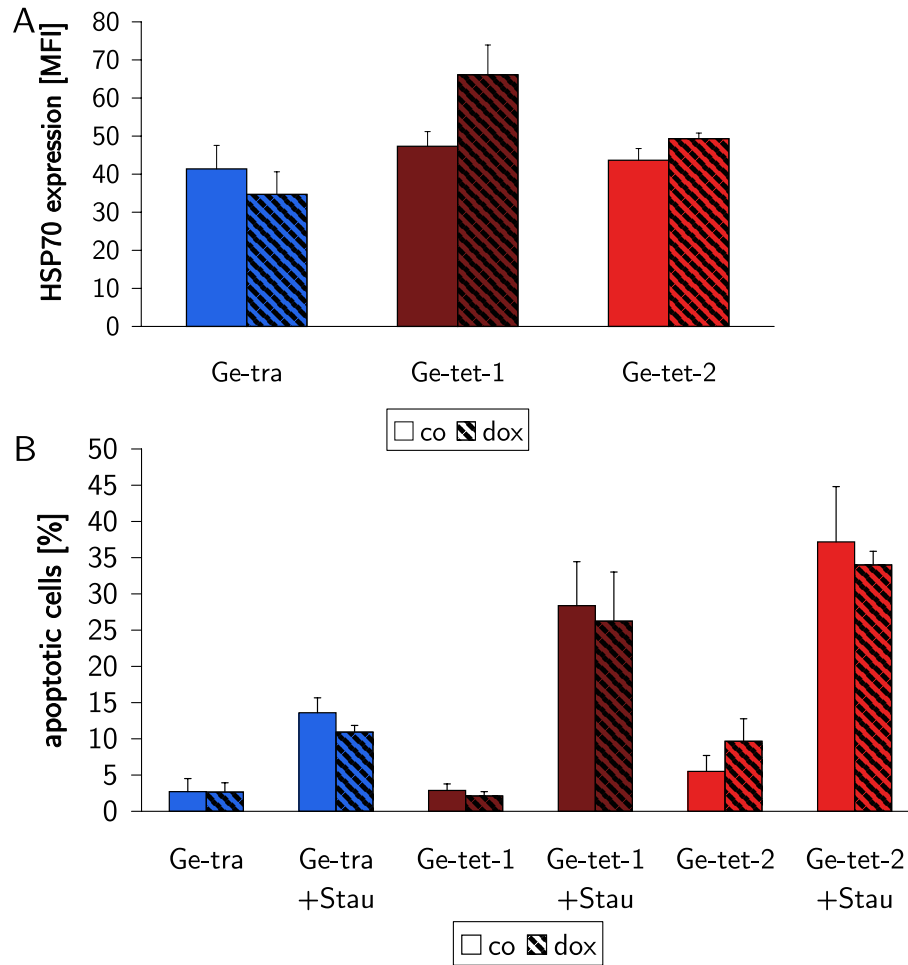 A
HSP70 expression [MFI]
80
70
60
50
40
30
20
10
0
Ge-tra Ge-tet-1 Ge-tet-2
co dox
B
apoptotic cells [%]
50
45
40
35
30
25
20
15
10
5
0
Ge-tra Ge-tra Ge-tet-1 Ge-tet-1 Ge-tet-2 Ge-tet-2
+Stau +Stau +Stau
co dox